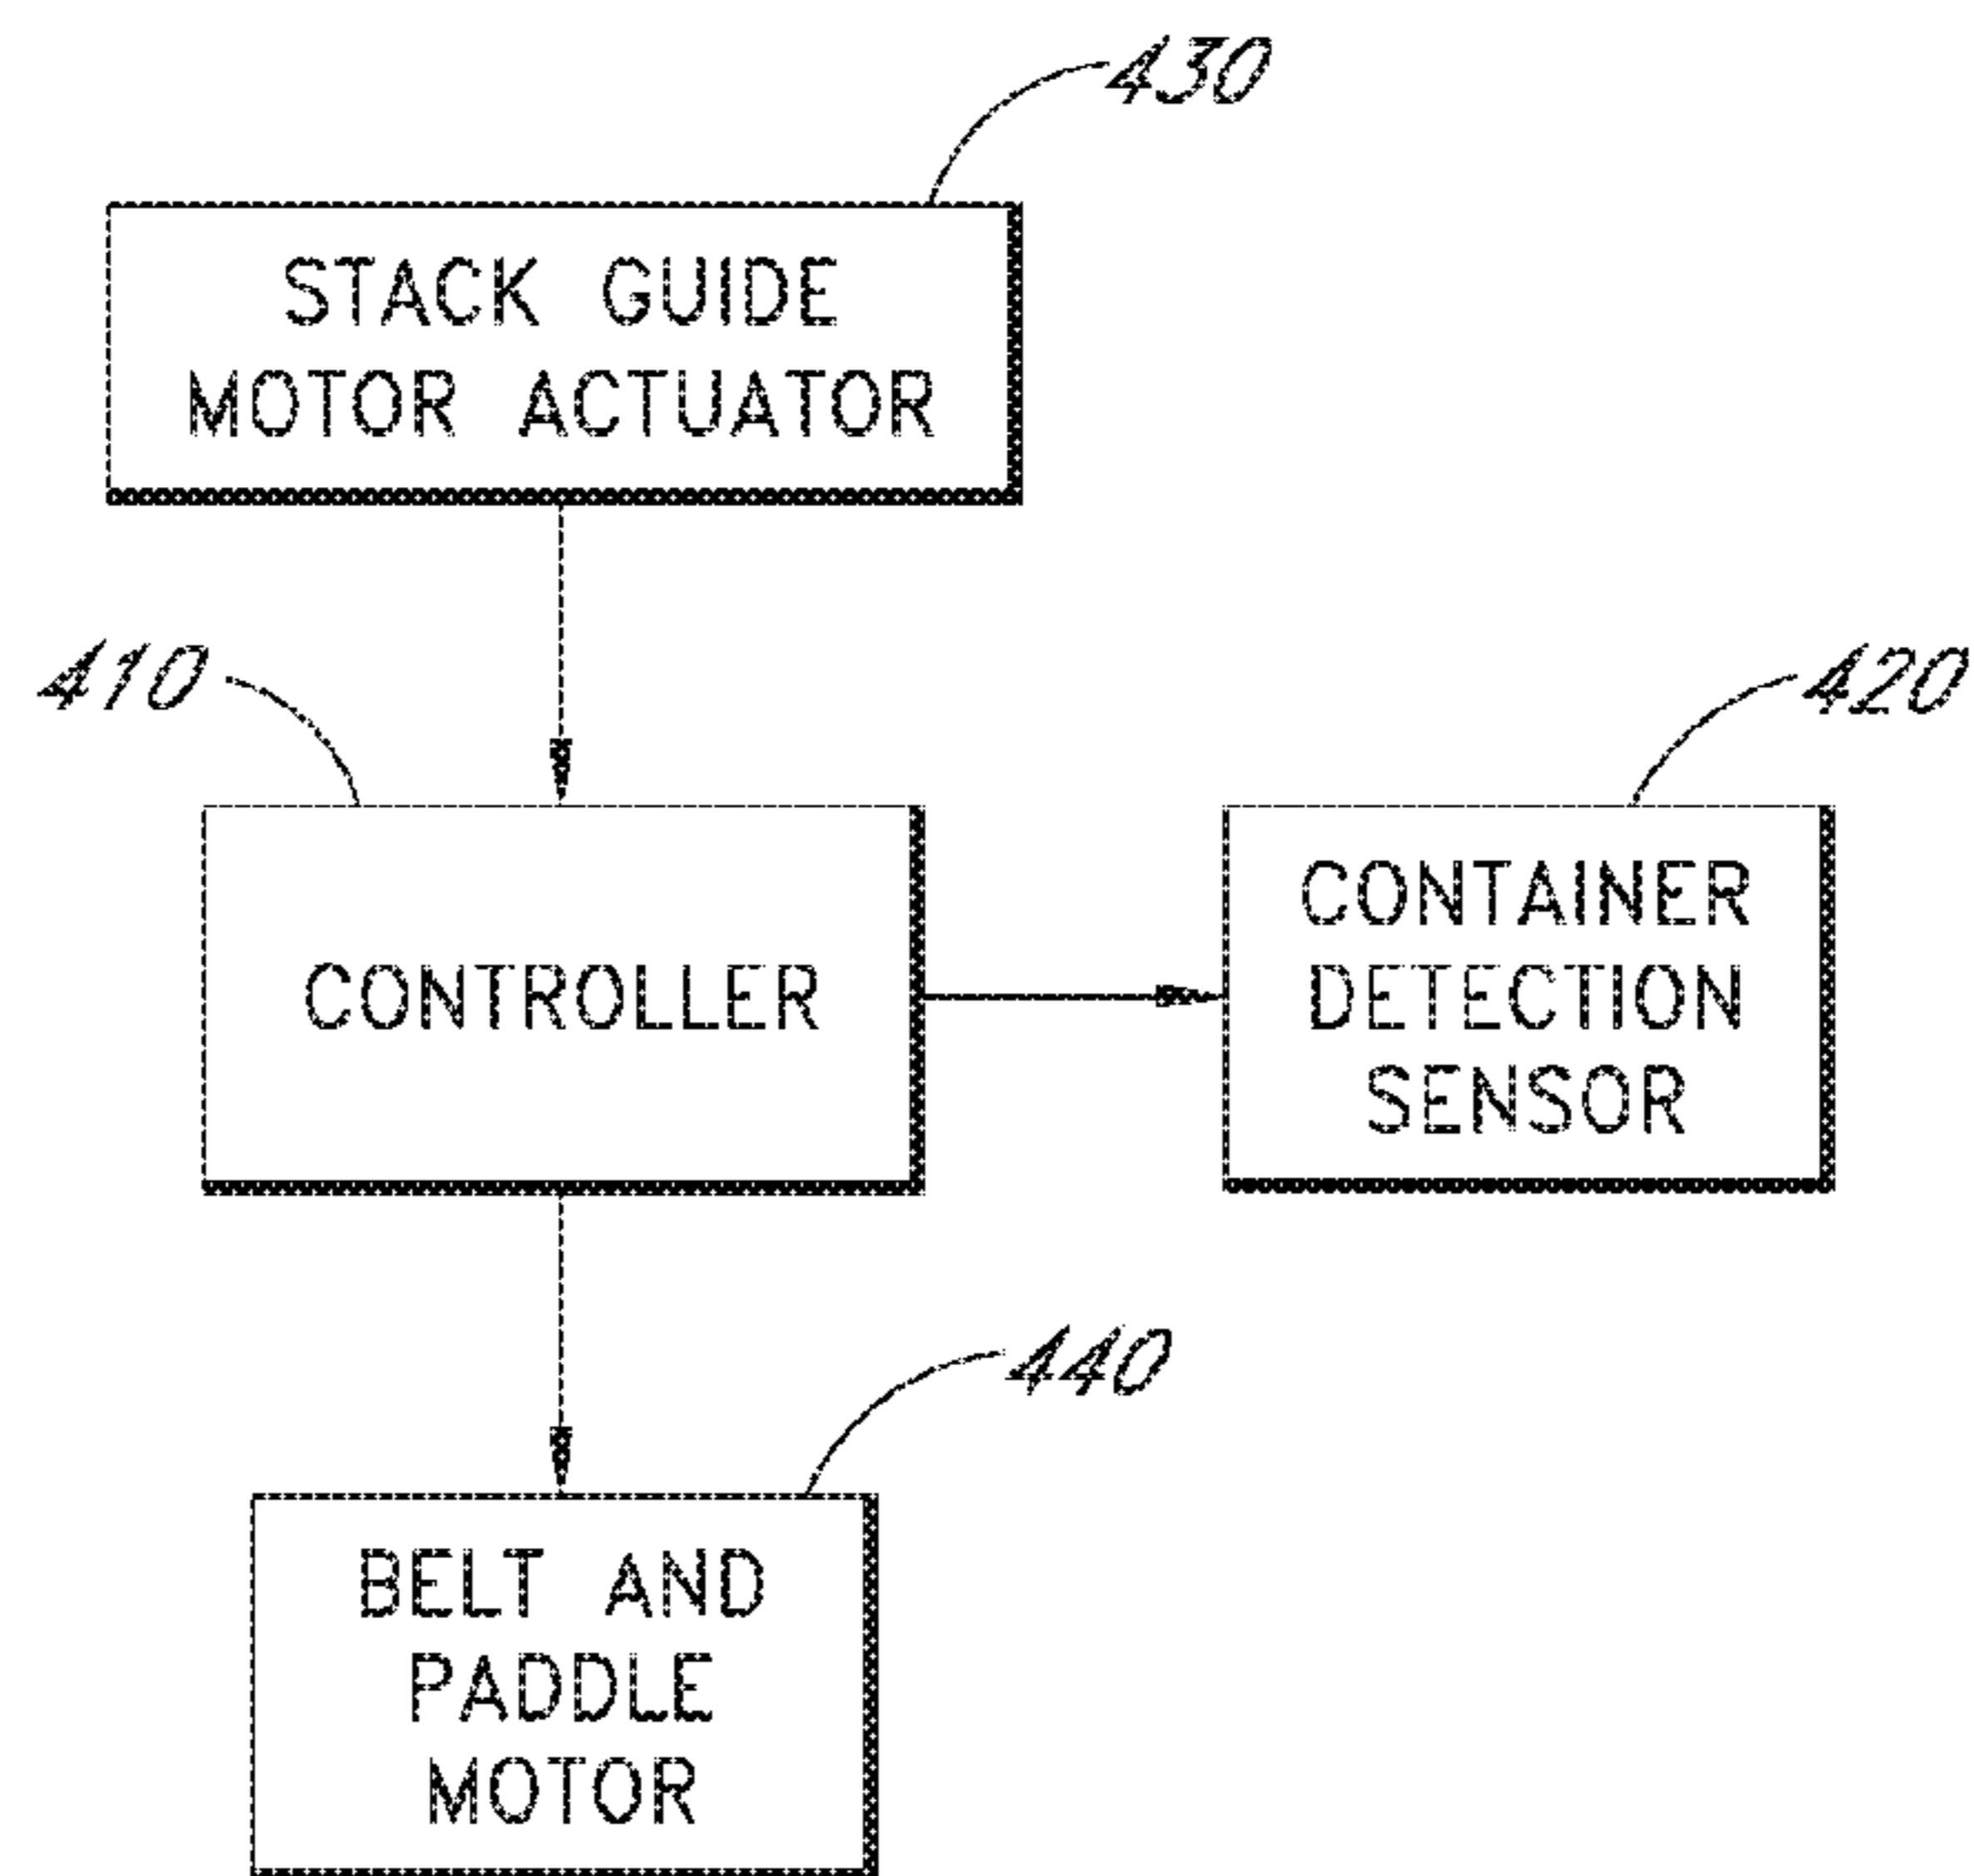 430
STACK GUIDE
MOTOR ACTUATOR
410
420
CONTROLLER
CONTAINER
DETECTION
SENSOR
440
BELT AND
PADDLE
MOTOR